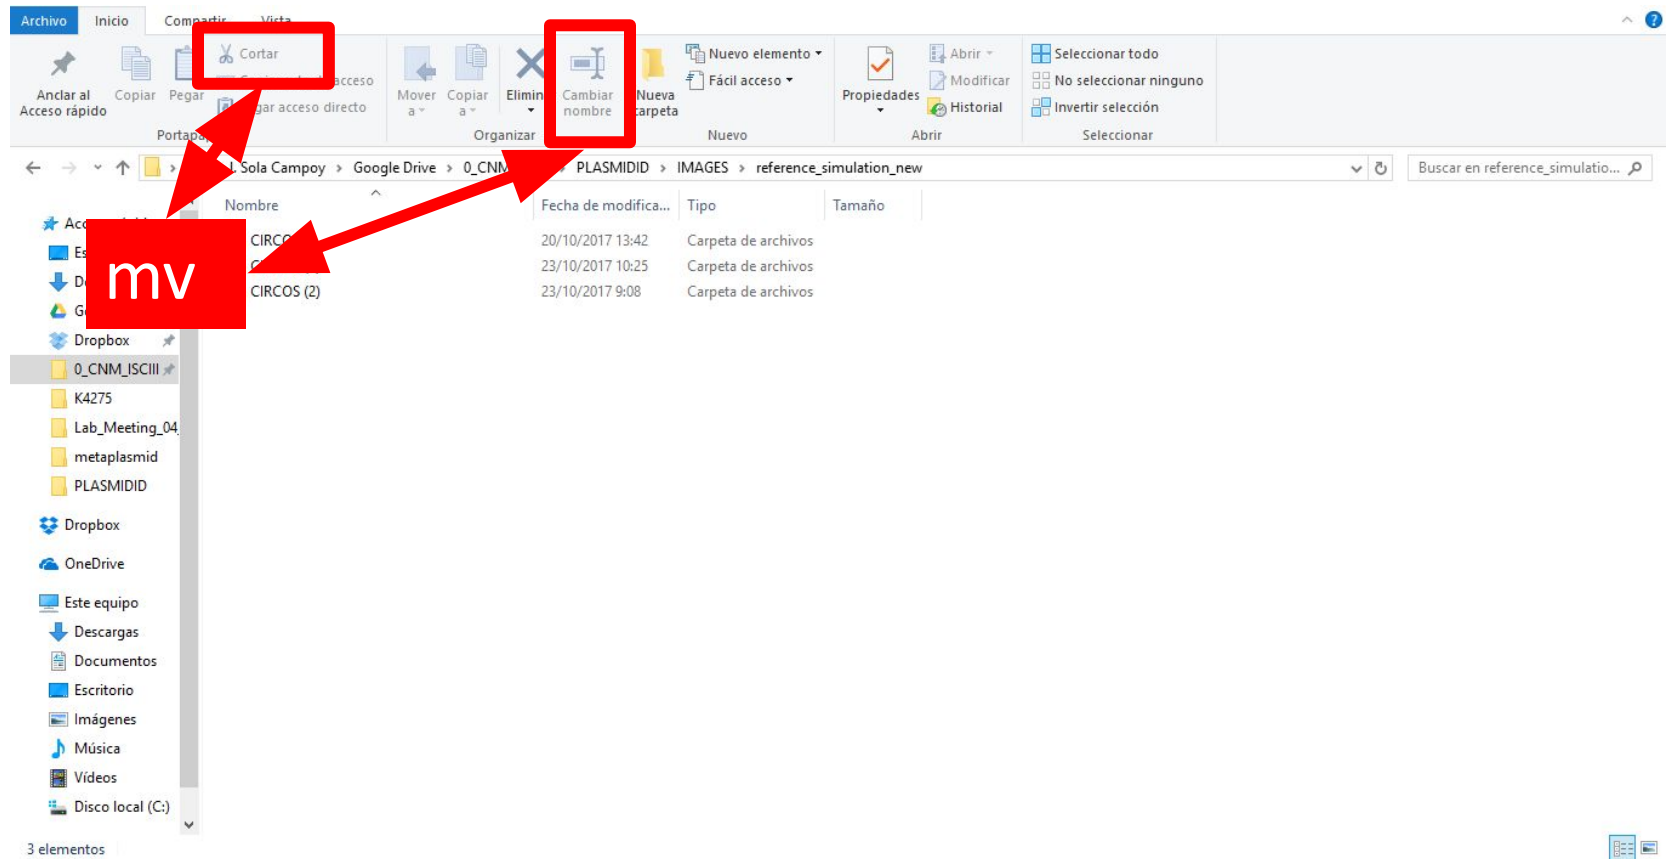 Archivo Inicio Compartir Vista
Cortar
Nuevo elemento
Abrir
Seleccionar todo
acceso
Fácil acceso
Modificar
No seleccionar ninguno
Anclar al Acceso rápido
Copiar
Pegar
acceso directo
Mover a
Copiar a
Cambiar nombre
Nueva
Propiedades
Historial
Invertir selección
Organizar
Nuevo
Abrir
Seleccionar
Sola Campoy > Google Drive > PLASMIDID > IMAGES > reference_simulation_new
Buscar en reference_simulatio...
Nombre
Fecha de modifica...
Tipo
Tamaño
20/10/2017 13:42
Carpeta de archivos
23/10/2017 10:25
Carpeta de archivos
CIRCOS (2)
23/10/2017 9:08
Carpeta de archivos
mv
Dropbox
0_CNM_ISCIII
K4275
Lab_Meeting_04_
metaplasmid
PLASMIDID
Dropbox
OneDrive
Este equipo
Descargas
Documentos
Escritorio
Imágenes
Música
Vídeos
Disco local (C:)
3 elementos